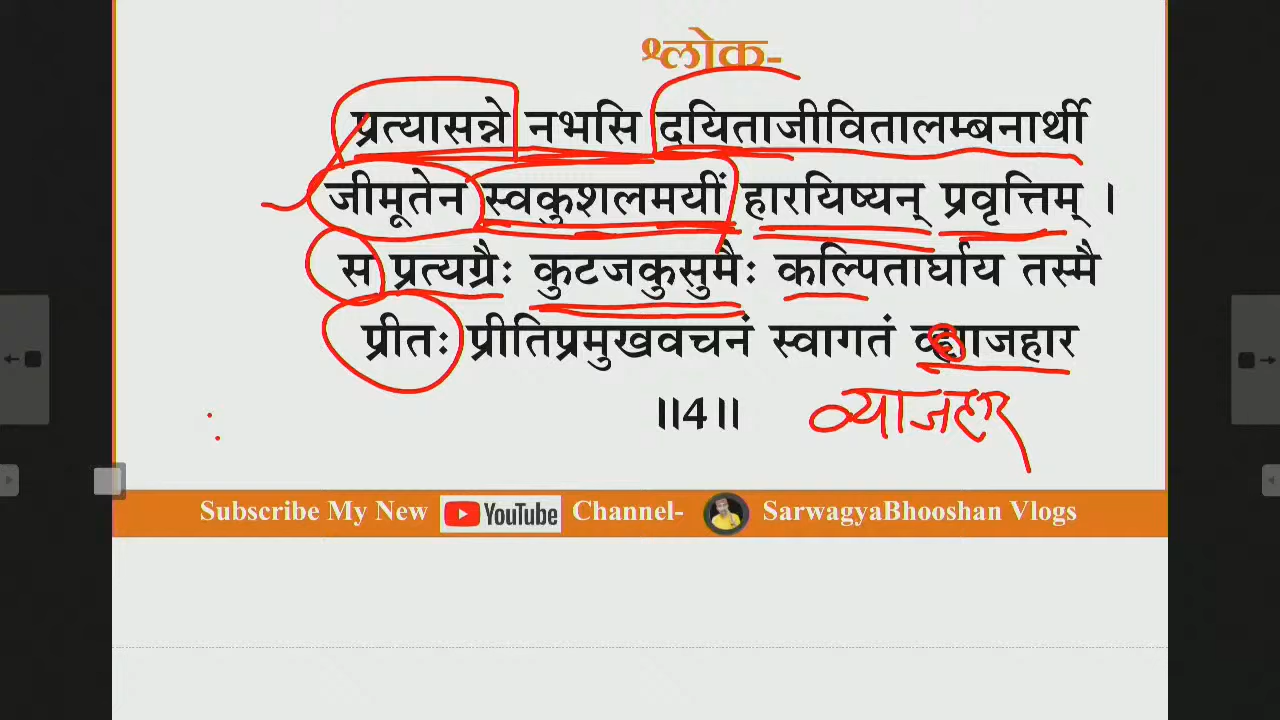 श्लोक-
प्रत्यासन्ने नभसि दयिताजीवितालम्बनार्थी
जीमूतेन स्वकुशलमयीं हारयिष्यन् प्रवृत्तिम् ।
स प्रत्यग्रैः कुटजकुसुमैः कल्पितार्घाय तस्मै
प्रीतः प्रीतिप्रमुखवचनं स्वागतं
॥4॥
व्याजहार
Subscribe My New YouTube Channel- SarwagyaBhooshan Vlogs